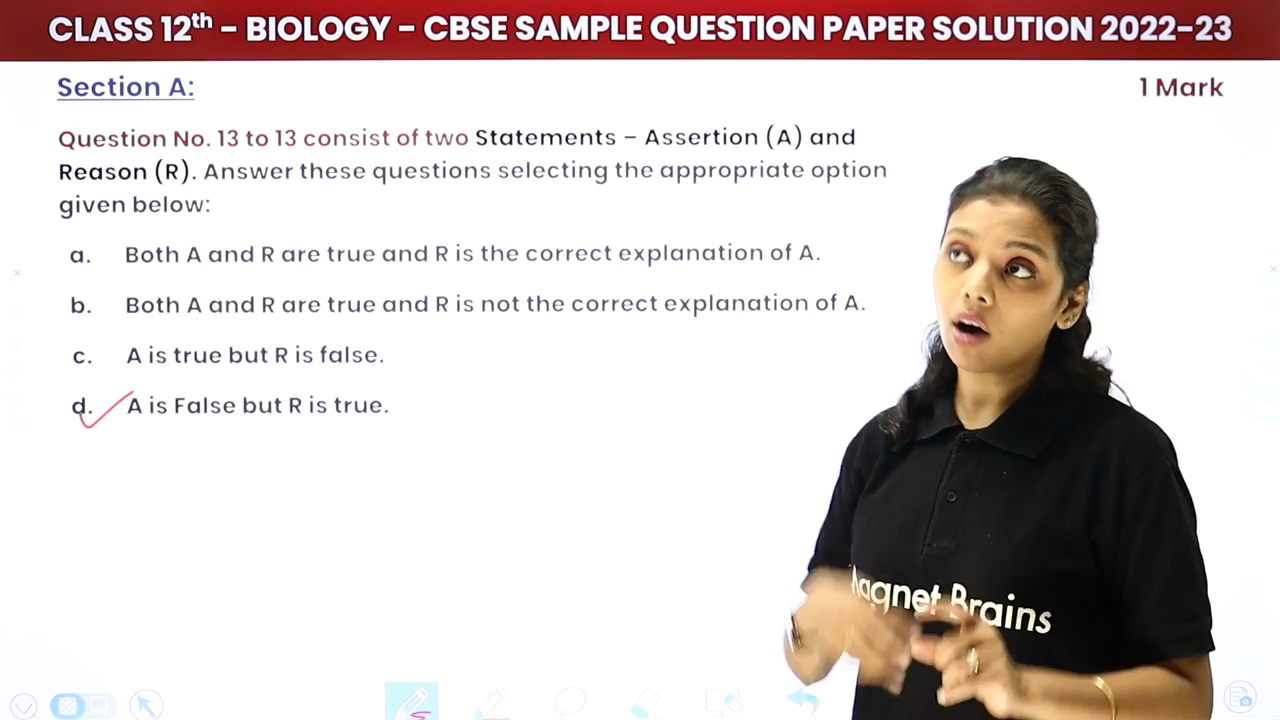 CLASS 12th – BIOLOGY – CBSE SAMPLE QUESTION PAPER SOLUTION 2022–23
Section A:
1 Mark
Question No. 13 to 13 consist of two Statements – Assertion (A) and
Reason (R). Answer these questions selecting the appropriate option
given below:
a. Both A and R are true and R is the correct explanation of A.
b. Both A and R are true and R is not the correct explanation of A.
c. A is true but R is false.
d. A is False but R is true.
Magnet Brains